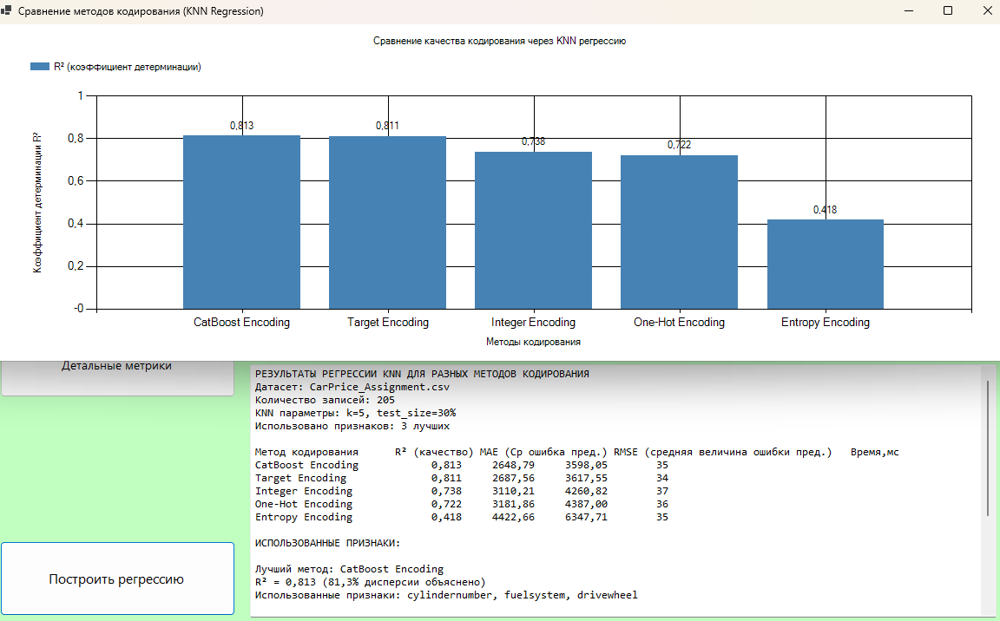 Сравнение методов кодирования (KNN Regression)
Сравнение качества кодирования через KNN регрессию
R² (коэффициент детерминации)
Коэффициент детерминации R²
1
0,8
0,6
0,4
0,2
-0
0,813
0,811
0,738
0,722
0,418
CatBoost Encoding
Target Encoding
Integer Encoding
One-Hot Encoding
Entropy Encoding
Методы кодирования
Детальные метрики
Построить регрессию
РЕЗУЛЬТАТЫ РЕГРЕССИИ KNN ДЛЯ РАЗНЫХ МЕТОДОВ КОДИРОВАНИЯ
Датасет: CarPrice_Assignment.csv
Количество записей: 205
KNN параметры: k=5, test_size=30%
Использовано признаков: 3 лучших
Метод кодирования R² (качество) MAE (Ср ошибка пред.) RMSE (средняя величина ошибки пред.) Время,мс
CatBoost Encoding 0,813 2648,79 3598,05 35
Target Encoding 0,811 2687,56 3617,55 34
Integer Encoding 0,738 3110,21 4260,82 37
One-Hot Encoding 0,722 3181,86 4387,00 36
Entropy Encoding 0,418 4422,66 6347,71 35
ИСПОЛЬЗОВАННЫЕ ПРИЗНАКИ:
Лучший метод: CatBoost Encoding
R² = 0,813 (81,3% дисперсии объяснено)
Использованные признаки: cylindernumber, fuelsystem, drivewheel